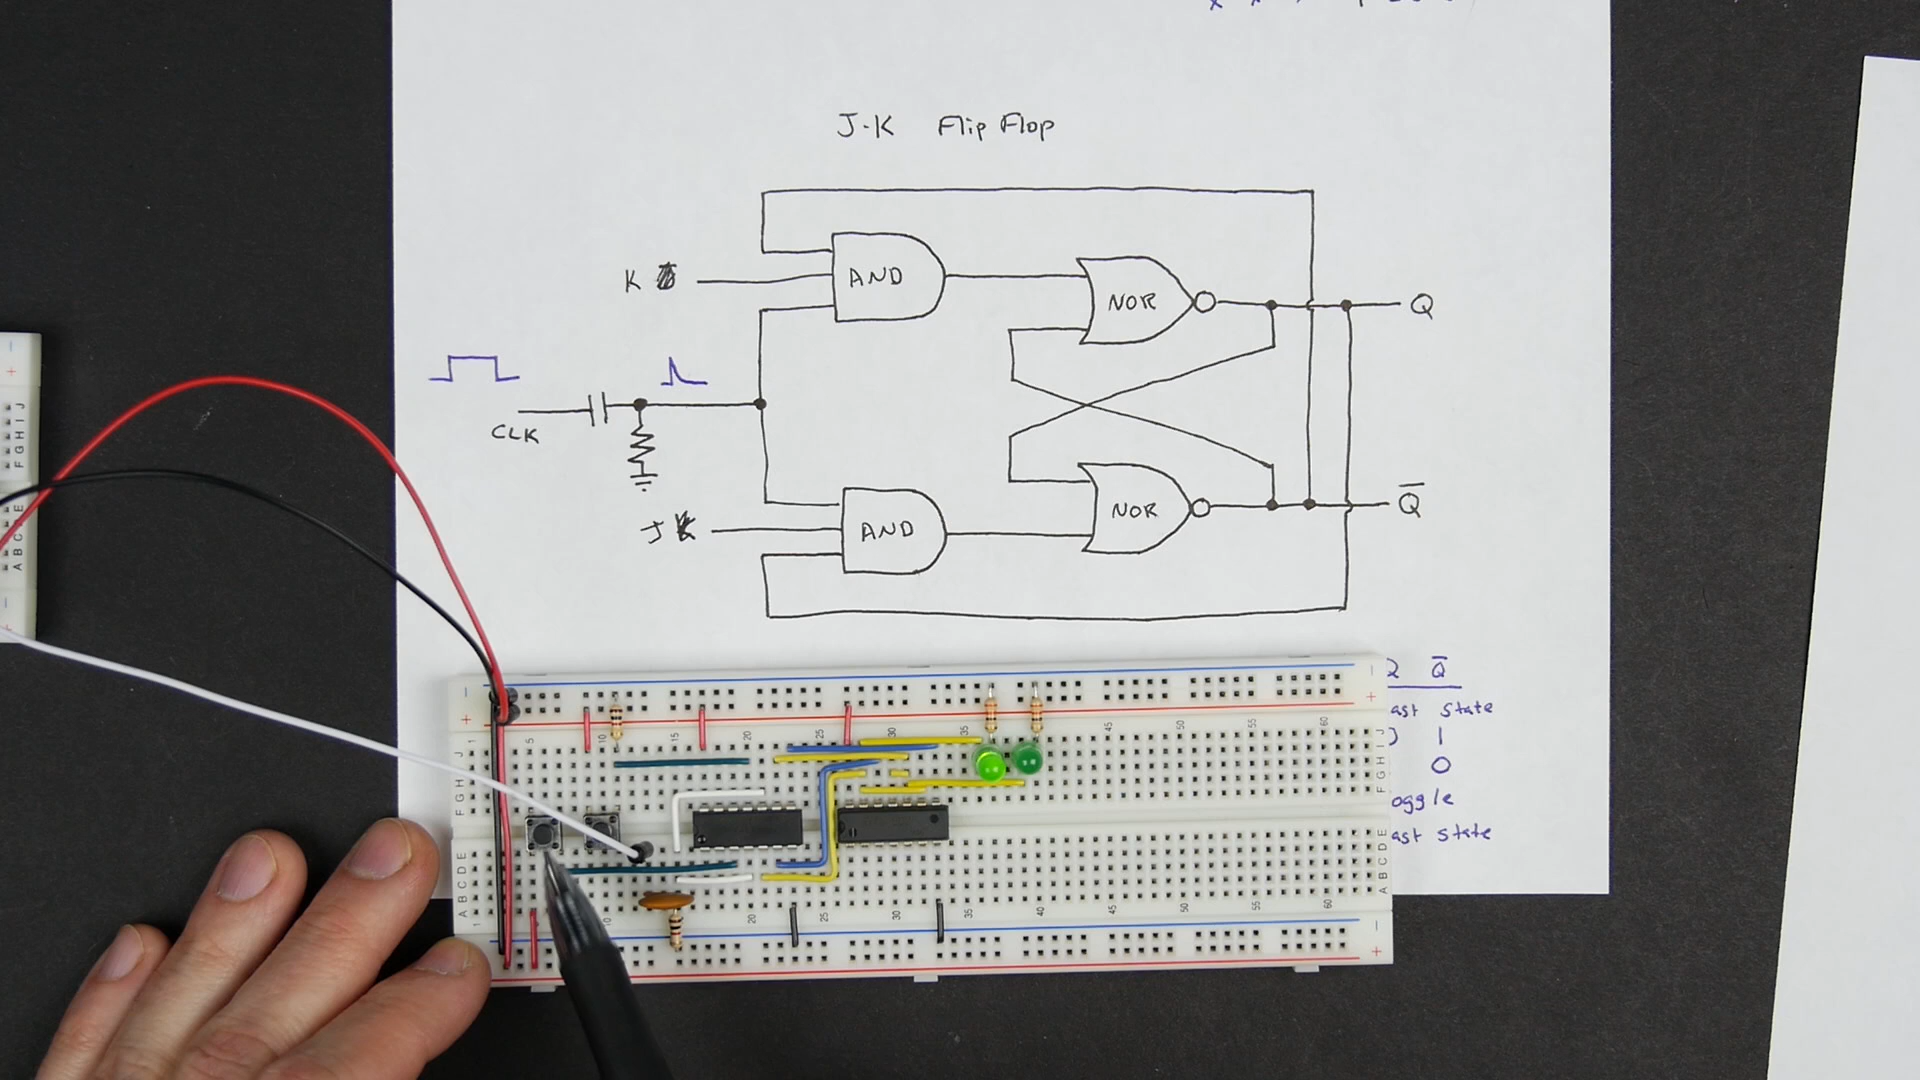 J-K Flip Flop
K
AND
NOR
Q
CLK
J
AND
NOR
Q̅
Q̅
ast state
1
0
oggle
ast state